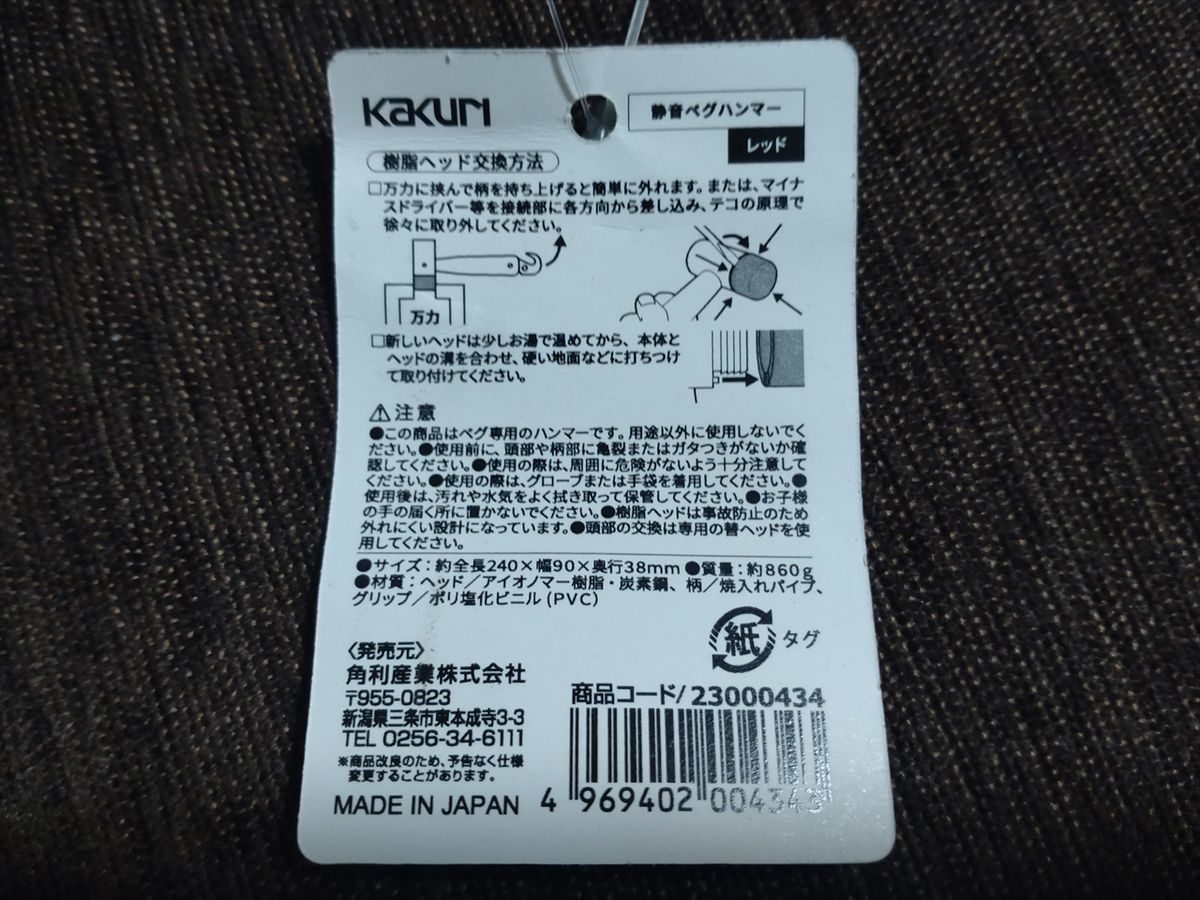 KAKURI
静音ペグハンマー
レッド
樹脂ヘッド交換方法
□万力に挟んで柄を持ち上げると簡単に外れます。または、マイナ
スドライバー等を接続部に各方向から差し込み、テコの原理で
徐々に取り外してください。
万力
□新しいヘッドは少しお湯で温めてから、本体と
ヘッドの溝を合わせ、硬い地面などに打ちつけ
て取り付けてください。
⚠注意
●この商品はペグ専用のハンマーです。用途以外に使用しないでく
ださい。●使用前に、頭部や柄部に亀裂またはガタつきがないか確
認してください。●使用の際は、周囲に危険がないよう十分注意して
ください。●使用の際は、グローブまたは手袋を着用してください。●
使用後は、汚れや水気をよく拭き取って保管してください。●お子様
の手の届く所に置かないでください。●樹脂ヘッドは事故防止のため
外れにくい設計になっています。●頭部の交換は専用の替ヘッドを使
用してください。
●サイズ：約全長240×幅90×奥行38mm ●質量：約860g
●材質：ヘッド／アイオノマー樹脂・炭素鋼、柄／焼入れパイプ、
グリップ／ポリ塩化ビニル（PVC）
紙 タグ
〈発売元〉
角利産業株式会社
〒955-0823
新潟県三条市東本成寺3-3
TEL 0256-34-6111
※商品改良のため、予告なく仕様
変更することがあります。
MADE IN JAPAN
商品コード/23000434
4 969402 004343